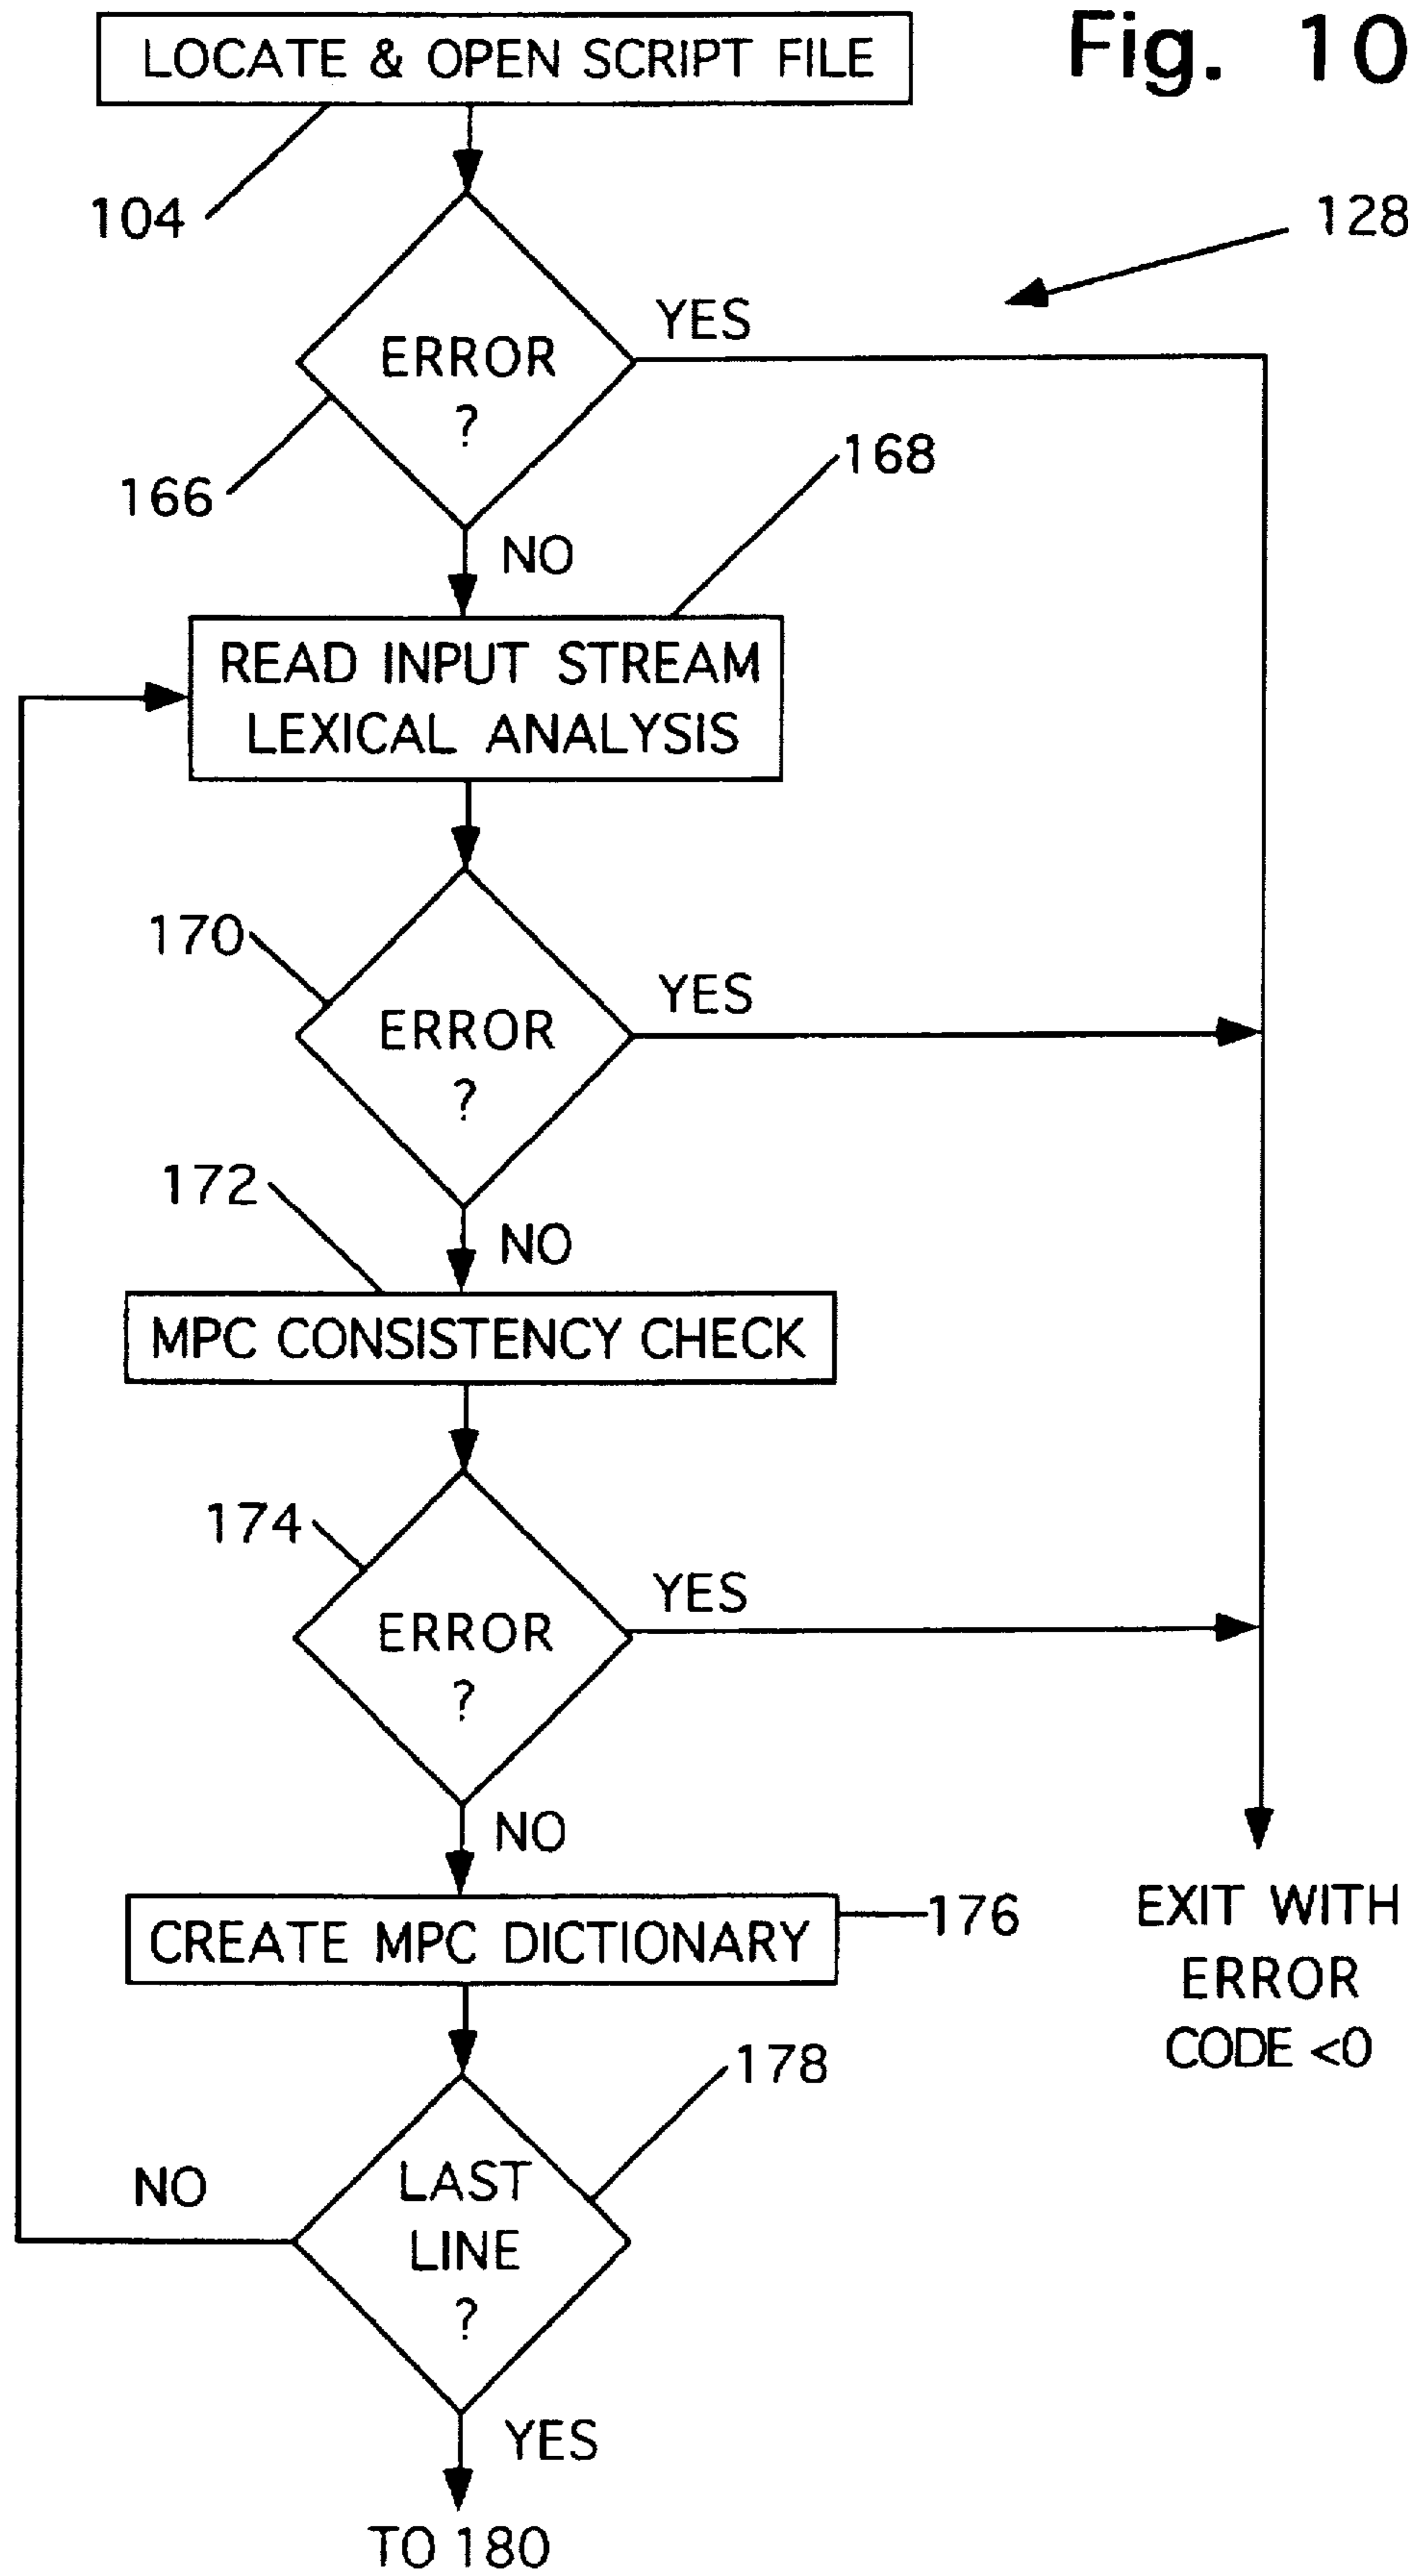 Fig. 10
LOCATE & OPEN SCRIPT FILE
104
128
ERROR
?
YES
166
168
NO
READ INPUT STREAM
LEXICAL ANALYSIS
170
YES
ERROR
?
172
NO
MPC CONSISTENCY CHECK
174
YES
ERROR
?
NO
CREATE MPC DICTIONARY
176
EXIT WITH
ERROR
CODE <0
178
NO
LAST
LINE
?
YES
TO 180